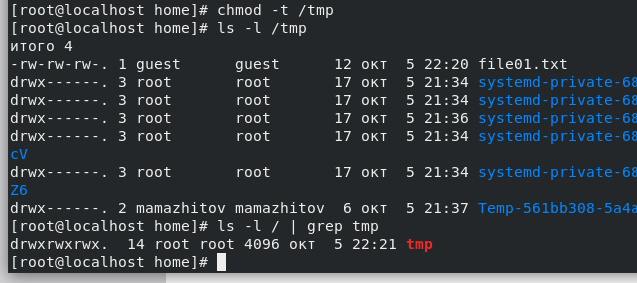 [root@localhost home]# chmod -t /tmp
[root@localhost home]# ls -l /tmp
итого 4
-rw-rw-rw-. 1 guest guest 12 окт 5 22:20 file01.txt
drwx------. 3 root root 17 окт 5 21:34 systemd-private-68
drwx------. 3 root root 17 окт 5 21:34 systemd-private-68
drwx------. 3 root root 17 окт 5 21:36 systemd-private-68
drwx------. 3 root root 17 окт 5 21:34 systemd-private-68
cV
drwx------. 3 root root 17 окт 5 21:34 systemd-private-68
Z6
drwx------. 2 mamazhitov mamazhitov 6 окт 5 21:37 Temp-561bb308-5a4a
[root@localhost home]# ls -l / | grep tmp
drwxrwxrwx. 14 root root 4096 окт 5 22:21 tmp
[root@localhost home]#